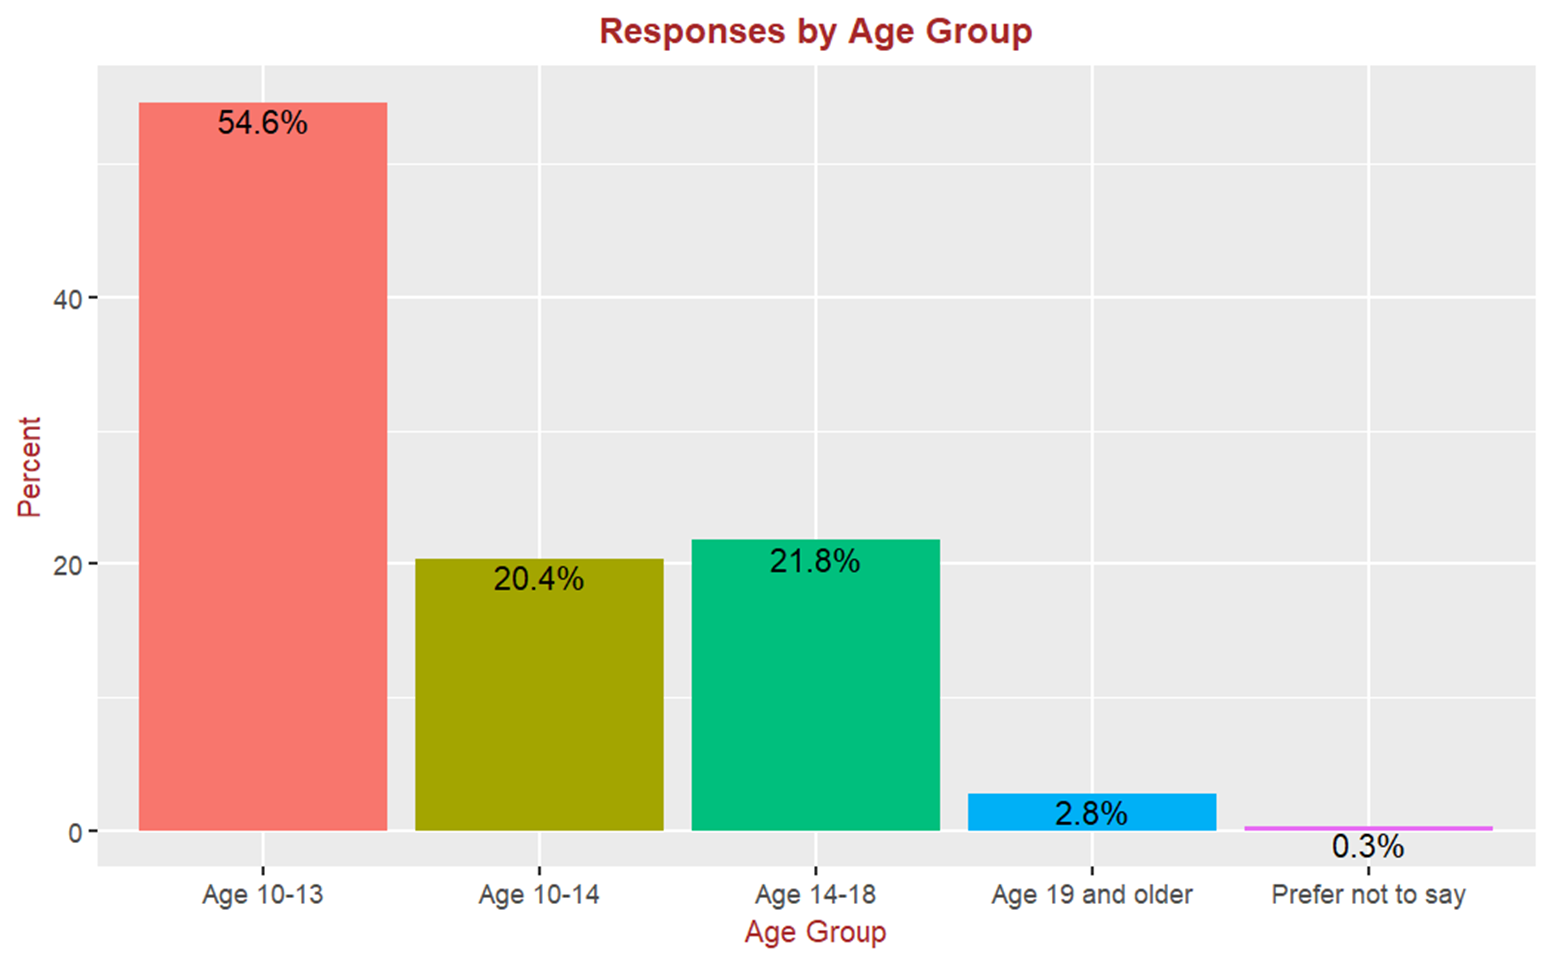 Responses by Age Group
54.6%
40
Percent
21.8%
20
20.4%
2.8%
0
0.3%
Age 10-13
Age 10-14
Age 14-18
Age 19 and older
Prefer not to say
Age Group